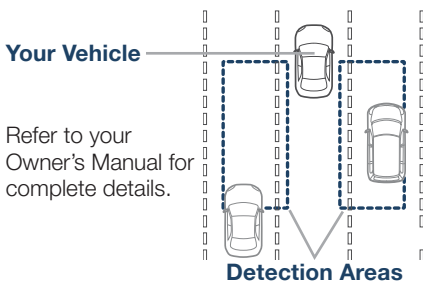 Your Vehicle
Refer to your
Owner’s Manual for
complete details.
Detection Areas